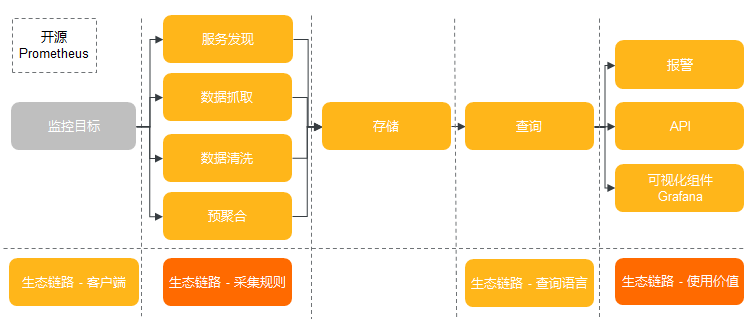 开源
Prometheus
服务发现
数据抓取
监控目标
数据清洗
预聚合
存储
查询
报警
API
可视化组件
Grafana
生态链路 - 客户端
生态链路 - 采集规则
生态链路 - 查询语言
生态链路 - 使用价值